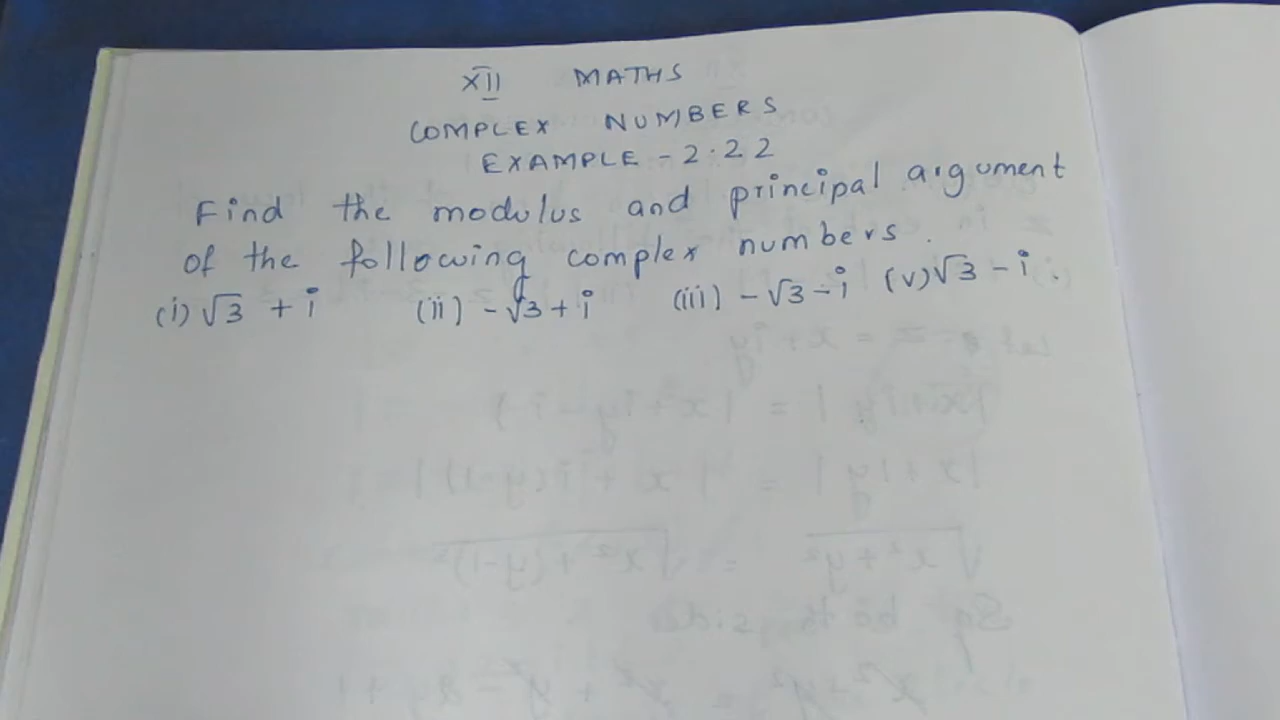 XII MATHS
COMPLEX NUMBERS
EXAMPLE - 2.22
Find the modulus and principal argument
of the following complex numbers.
(i) √3 + i (ii) - √3 + i (iii) - √3 - i (v) √3 - i .